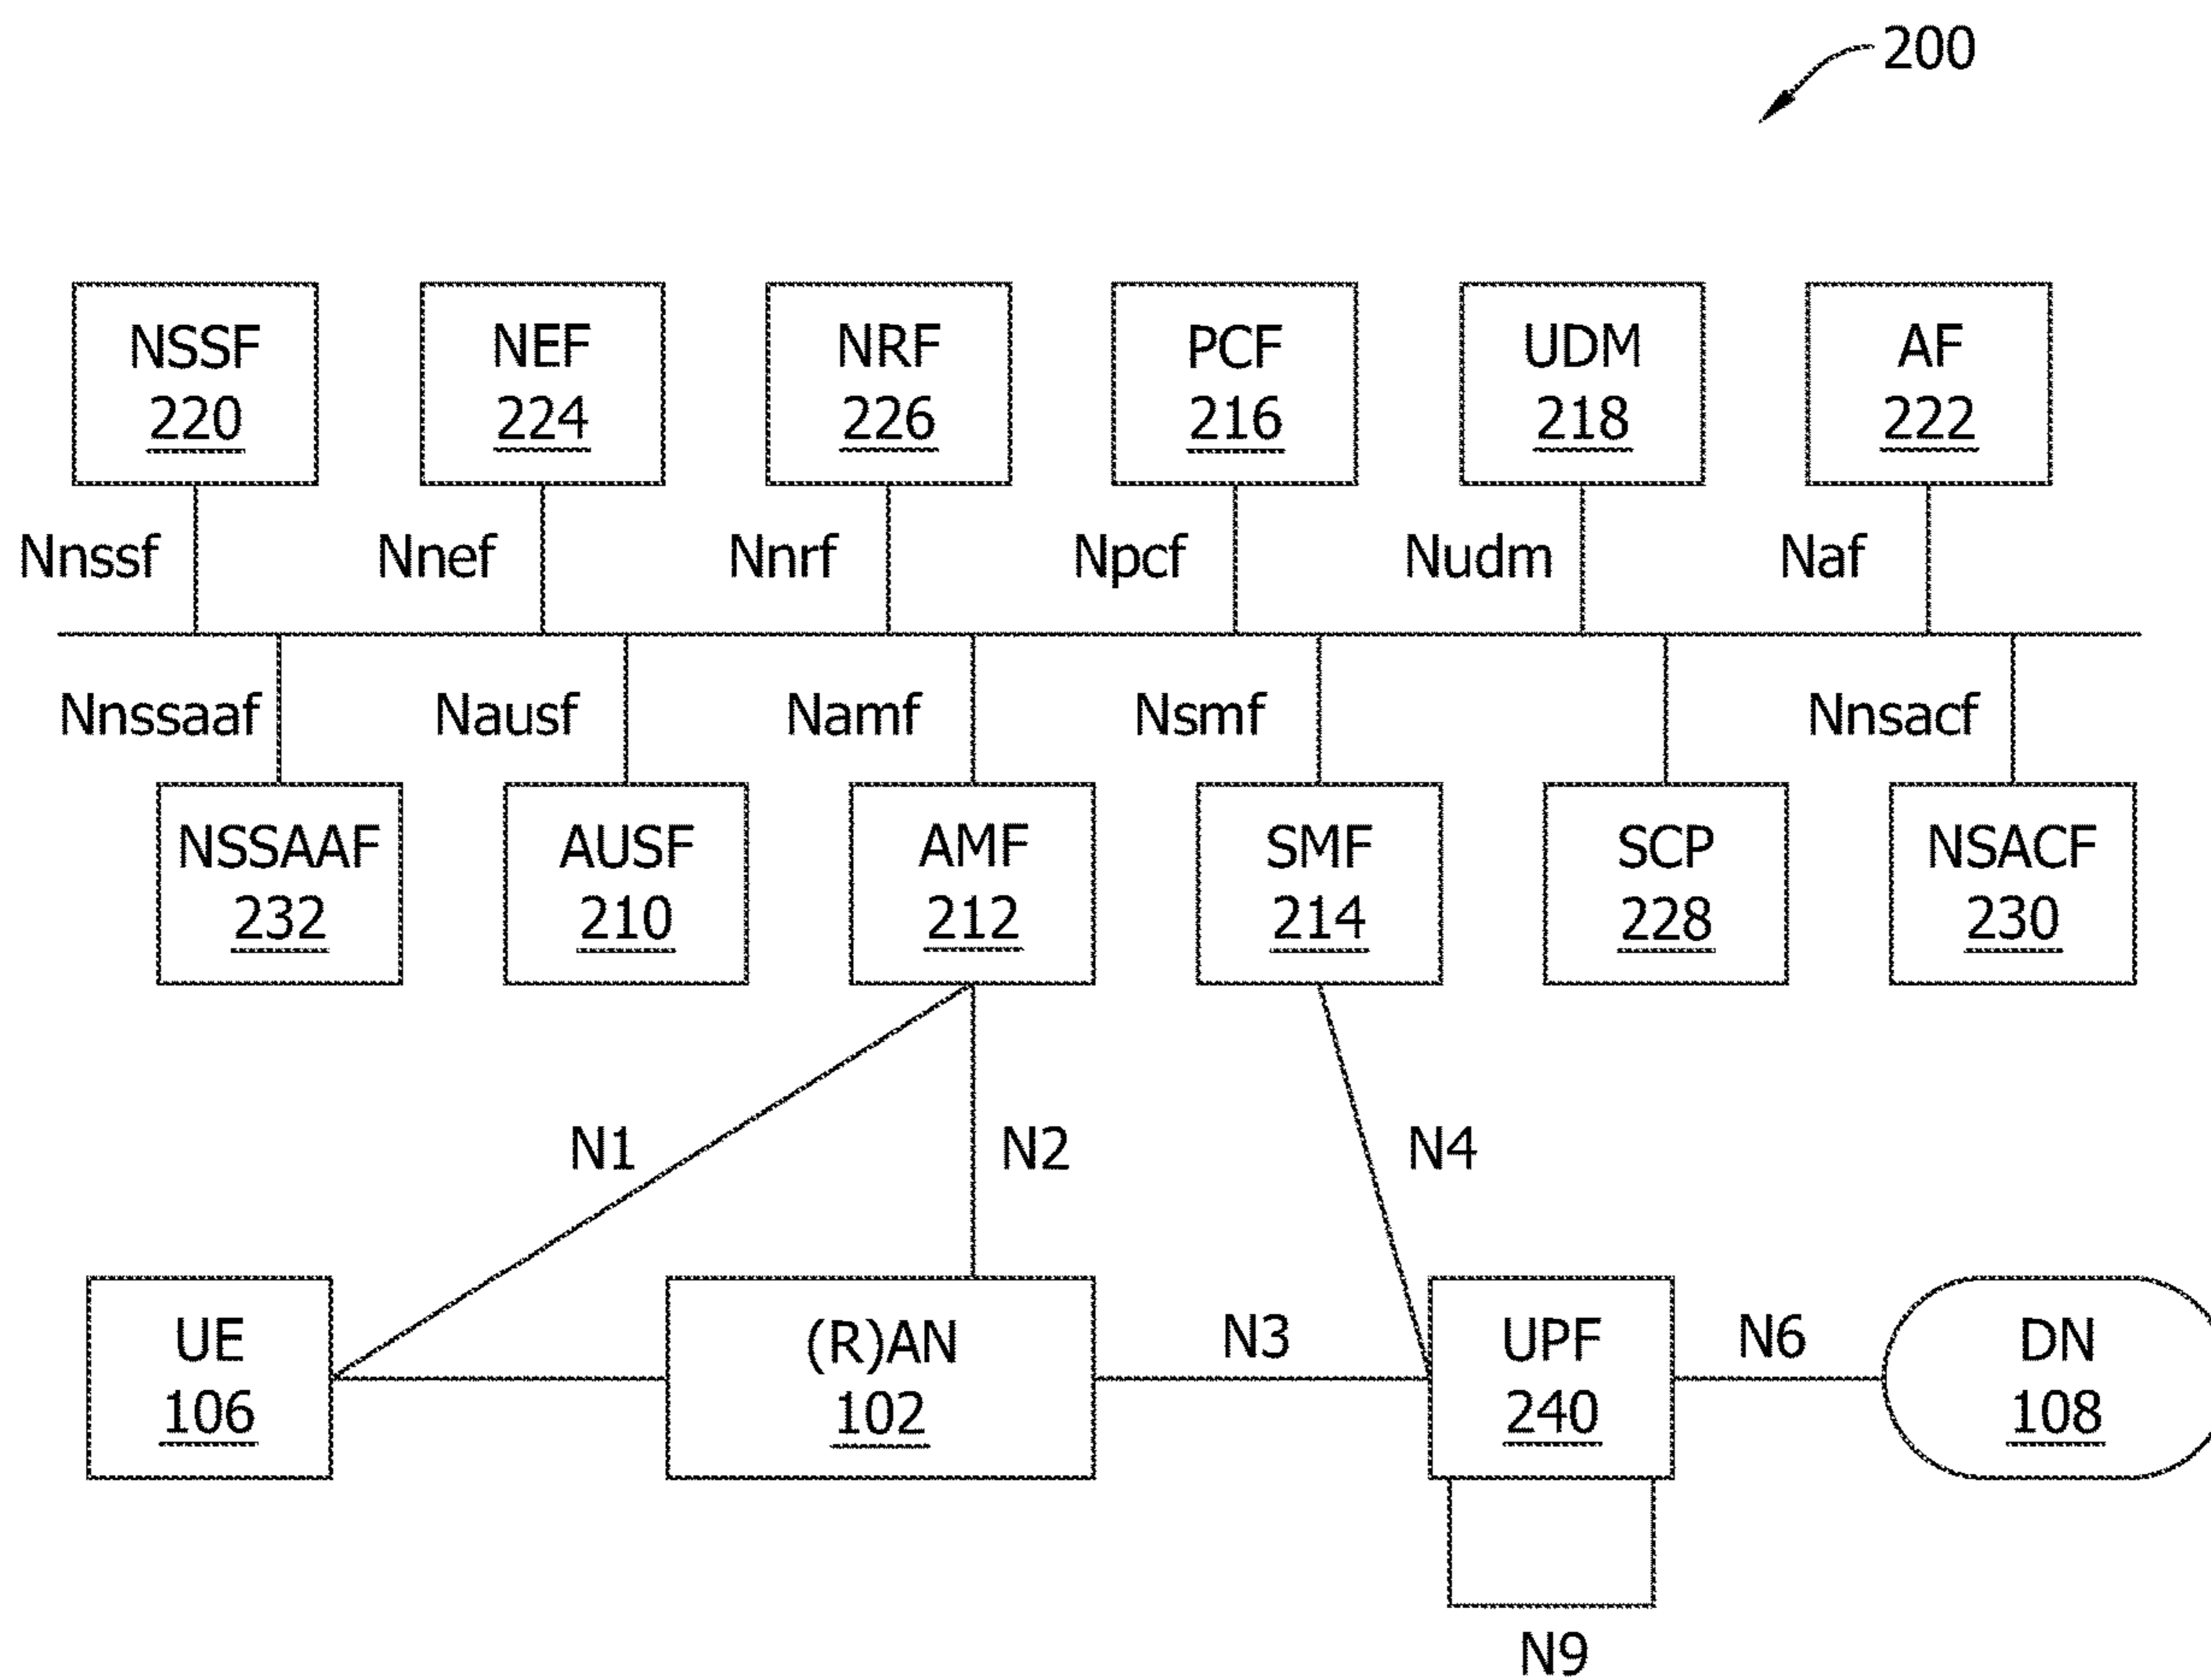 200
NSSF
220
NEF
224
NRF
226
PCF
216
UDM
218
AF
222
Nnssf
Nnef
Nnrf
Npcf
Nudm
Naf
Nnssaaf
Nausf
Namf
Nsmf
Nnsacf
NSSAAF
232
AUSF
210
AMF
212
SMF
214
SCP
228
NSACF
230
N1
N2
N4
UE
106
(R)AN
102
N3
UPF
240
N6
DN
108
N9